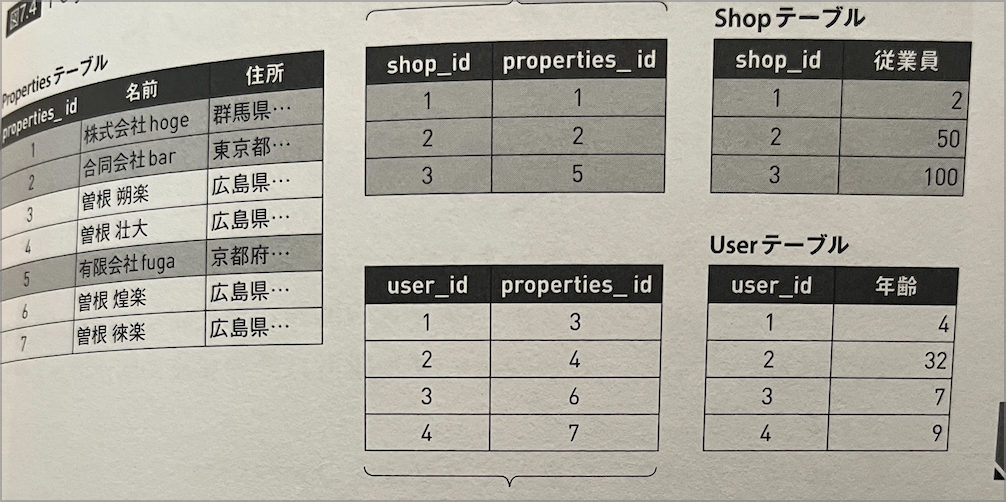 図7.4
Propertiesテーブル
properties_id 名前 住所
1 株式会社hoge 群馬県…
2 合同会社bar 東京都…
3 曽根 朔楽 広島県…
4 曽根 壮大 広島県…
5 有限会社fuga 京都府…
6 曽根 煌楽 広島県…
7 曽根 徠楽 広島県…
shop_id properties_id
1 1
2 2
3 5
Shopテーブル
shop_id 従業員
1 2
2 50
3 100
user_id properties_id
1 3
2 4
3 6
4 7
Userテーブル
user_id 年齢
1 4
2 32
3 7
4 9